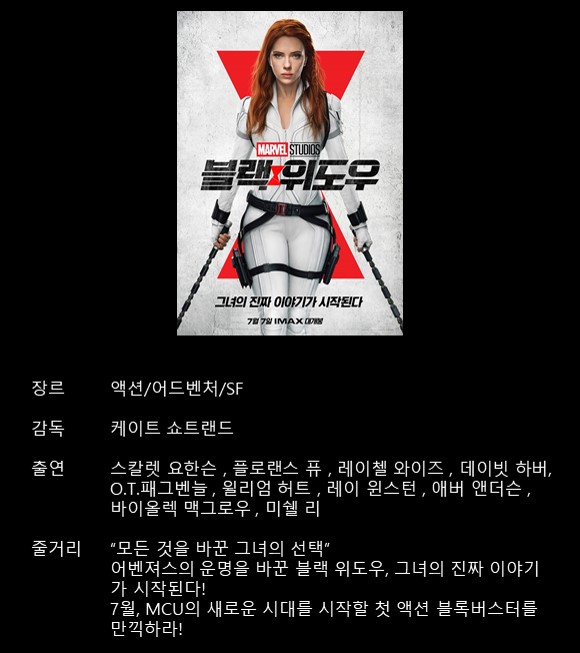 MARVEL STUDIOS
블랙 위도우
그녀의 진짜 이야기가 시작된다
7월 7일 IMAX 대개봉
장르 액션/어드벤처/SF
감독 케이트 쇼트랜드
출연 스칼렛 요한슨 , 플로랜스 퓨 , 레이첼 와이즈 , 데이빗 하버,
O.T.패그벤늘 , 윌리엄 허트 , 레이 윈스턴 , 애버 앤더슨 ,
바이올렉 맥그로우 , 미쉘 리
줄거리 “모든 것을 바꾼 그녀의 선택”
어벤져스의 운명을 바꾼 블랙 위도우, 그녀의 진짜 이야기
가 시작된다!
7월, MCU의 새로운 시대를 시작할 첫 액션 블록버스터를
만끽하라!